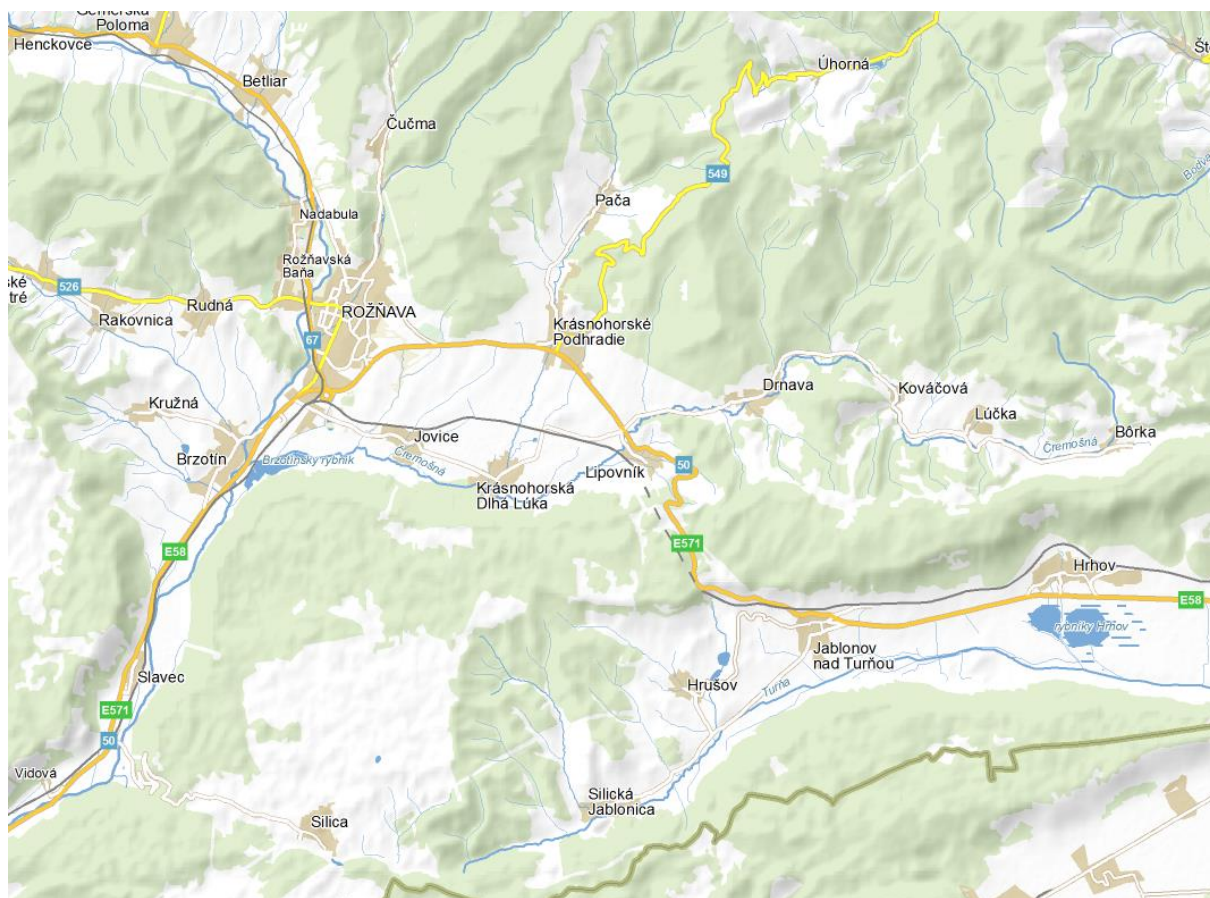 Poloma
Henckovce
Betliar
Úhorná
Čučma
549
Pača
Bodva
Nadabula
Rožňavská
Baňa
526
Rakovnica
Rudná
ROŽŇAVA
67
Krásnohorské
Podhradie
Drnava
Kováčová
Lúčka
Kružná
Jovice
Čremošná
Bôrka
Čremošná
Brzotín
Brzotínsky rybník
Krásnohorská
Dlhá Lúka
Lipovník
50
E58
E571
Hrhov
E58
rybníky Hrhov
Jablonov
nad Turňou
Slavec
Hrušov
Turňa
E571
50
Vidová
Silická
Jablonica
Silica